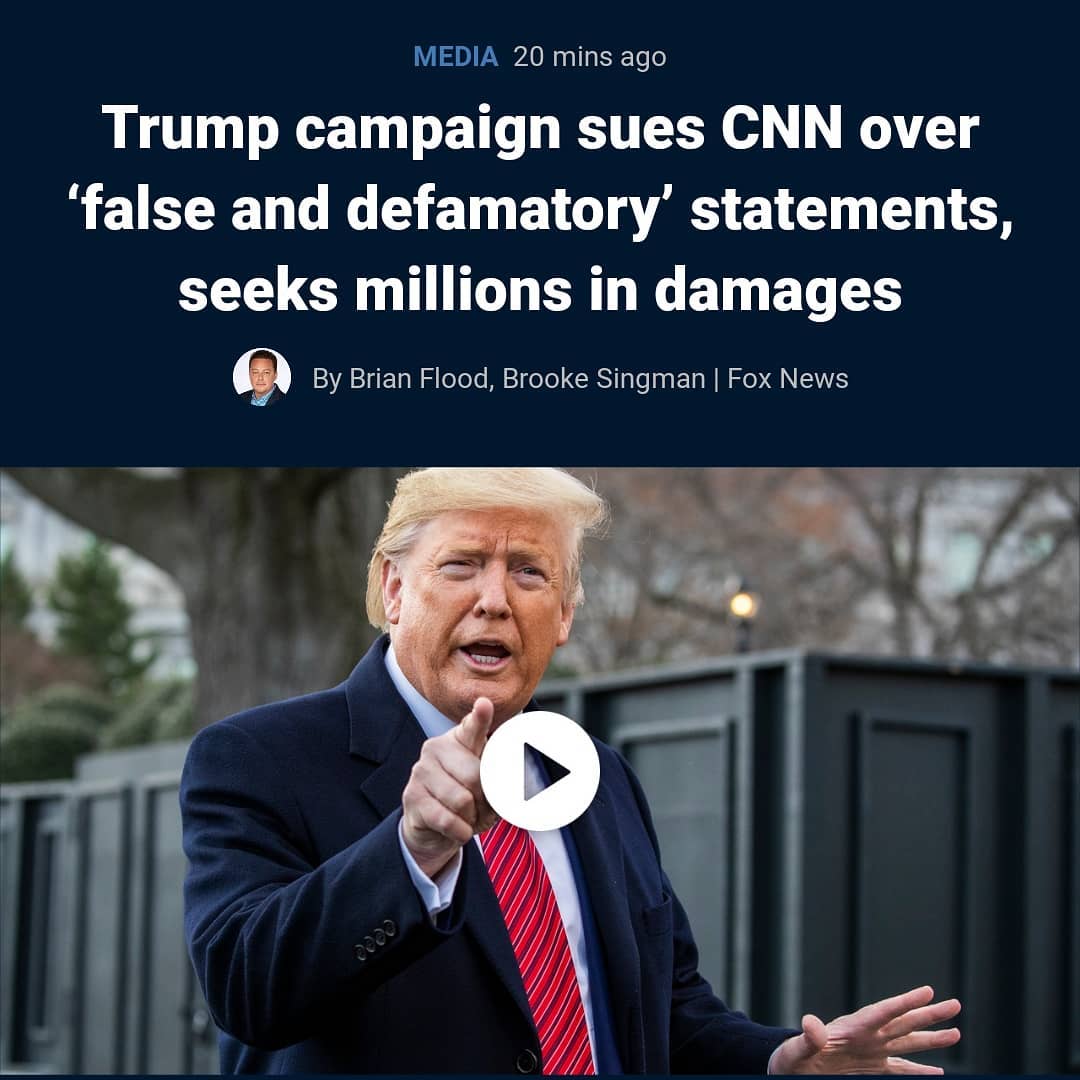 MEDIA 20 mins ago
Trump campaign sues CNN over
‘false and defamatory’ statements,
seeks millions in damages
By Brian Flood, Brooke Singman | Fox News